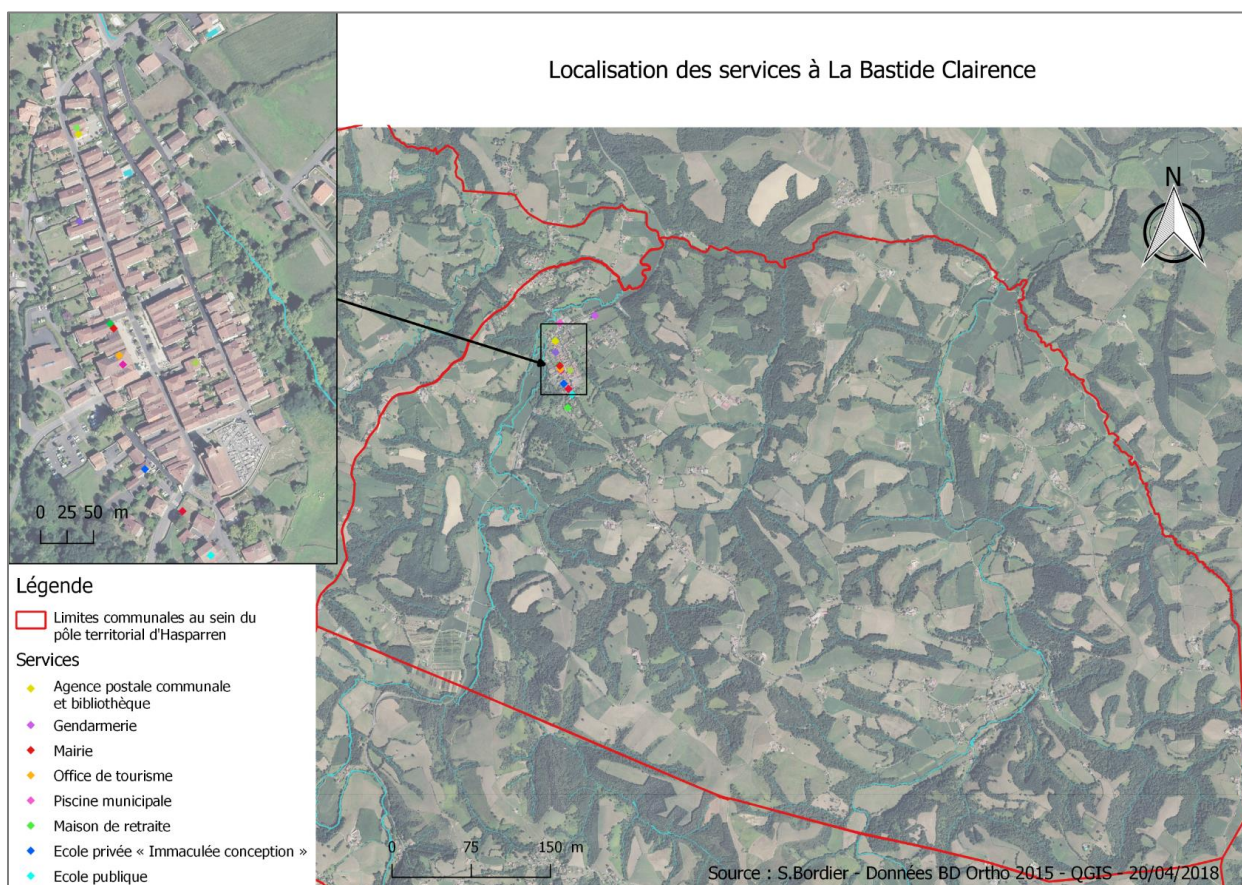 Localisation des services à La Bastide Clairence
N
0 25 50 m
Légende
Limites communales au sein du
pôle territorial d'Hasparren
Services
Agence postale communale
et bibliothèque
Gendarmerie
Mairie
Office de tourisme
Piscine municipale
Maison de retraite
Ecole privée « Immaculée conception »
Ecole publique
0 75 150 m
Source : S.Bordier - Données BD Ortho 2015 - QGIS - 20/04/2018